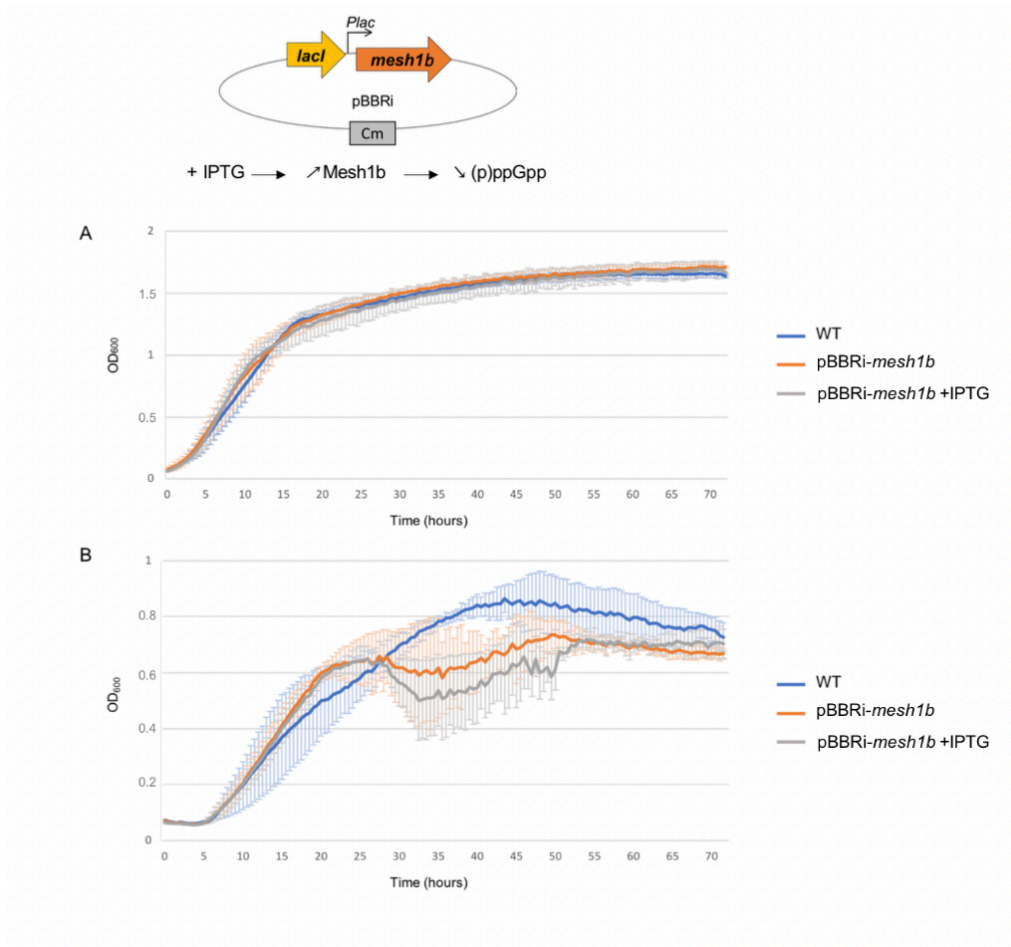 Plac
lacI
mesh1b
pBBRi
Cm
+ IPTG → ↗Mesh1b → ↘ (p)ppGpp
A
2
1.5
1
0.5
0
OD600
0 5 10 15 20 25 30 35 40 45 50 55 60 65 70
Time (hours)
WT
pBBRi-mesh1b
pBBRi-mesh1b +IPTG
B
1
0.8
0.6
0.4
0.2
0
OD600
0 5 10 15 20 25 30 35 40 45 50 55 60 65 70
Time (hours)
WT
pBBRi-mesh1b
pBBRi-mesh1b +IPTG